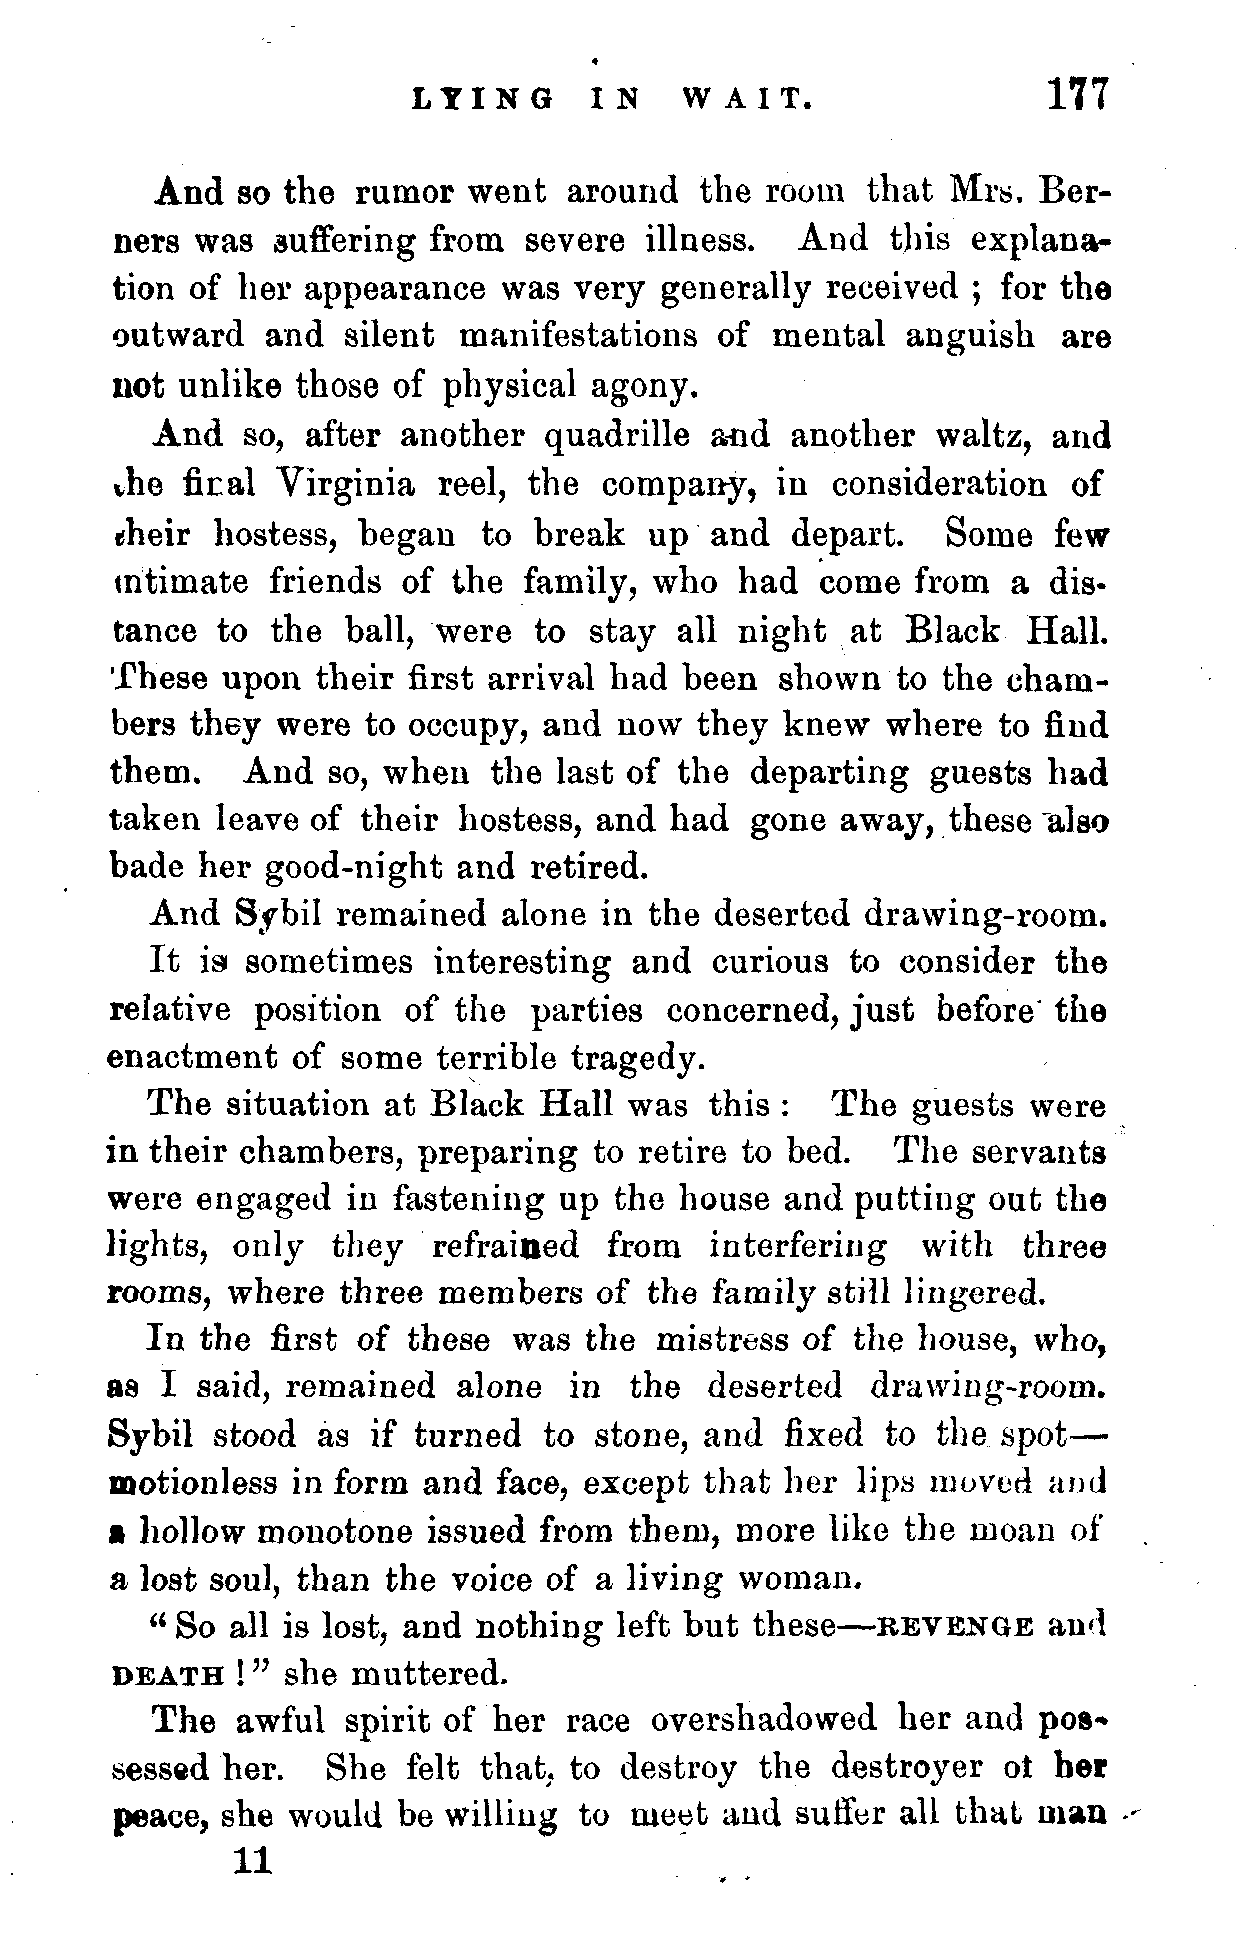 LYING IN WAIT. 177
And so the rumor went around the room that Mrs. Ber-
ners was suffering from severe illness. And this explana-
tion of her appearance was very generally received ; for the
outward and silent manifestations of mental anguish are
not unlike those of physical agony.
And so, after another quadrille and another waltz, and
the final Virginia reel, the company, in consideration of
their hostess, began to break up and depart. Some few
intimate friends of the family, who had come from a dis-
tance to the ball, were to stay all night at Black Hall.
These upon their first arrival had been shown to the cham-
bers they were to occupy, and now they knew where to find
them. And so, when the last of the departing guests had
taken leave of their hostess, and had gone away, these also
bade her good-night and retired.
And Sybil remained alone in the deserted drawing-room.
It is sometimes interesting and curious to consider the
relative position of the parties concerned, just before the
enactment of some terrible tragedy.
The situation at Black Hall was this : The guests were
in their chambers, preparing to retire to bed. The servants
were engaged in fastening up the house and putting out the
lights, only they refrained from interfering with three
rooms, where three members of the family still lingered.
In the first of these was the mistress of the house, who,
as I said, remained alone in the deserted drawing-room.
Sybil stood as if turned to stone, and fixed to the spot—
motionless in form and face, except that her lips moved and
a hollow monotone issued from them, more like the moan of
a lost soul, than the voice of a living woman.
“ So all is lost, and nothing left but these—REVENGE and
DEATH ! ” she muttered.
The awful spirit of her race overshadowed her and pos-
sessed her. She felt that, to destroy the destroyer of her
peace, she would be willing to meet and suffer all that man
11